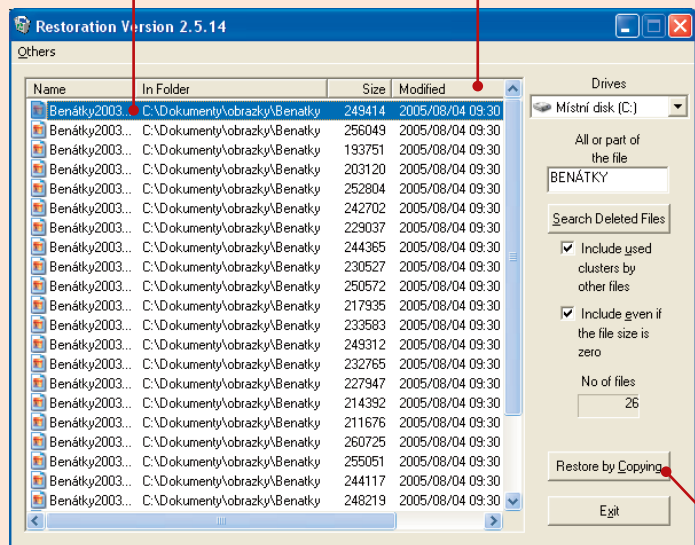 Restoration Version 2.5.14
Others
Name In Folder Size Modified
Benátky2003... C:\Dokumenty\obrazky\Benatky 249414 2005/08/04 09:30
Benátky2003... C:\Dokumenty\obrazky\Benatky 256049 2005/08/04 09:30
Benátky2003... C:\Dokumenty\obrazky\Benatky 193751 2005/08/04 09:30
Benátky2003... C:\Dokumenty\obrazky\Benatky 203120 2005/08/04 09:30
Benátky2003... C:\Dokumenty\obrazky\Benatky 252804 2005/08/04 09:30
Benátky2003... C:\Dokumenty\obrazky\Benatky 242702 2005/08/04 09:30
Benátky2003... C:\Dokumenty\obrazky\Benatky 229037 2005/08/04 09:30
Benátky2003... C:\Dokumenty\obrazky\Benatky 244365 2005/08/04 09:30
Benátky2003... C:\Dokumenty\obrazky\Benatky 230527 2005/08/04 09:30
Benátky2003... C:\Dokumenty\obrazky\Benatky 250572 2005/08/04 09:30
Benátky2003... C:\Dokumenty\obrazky\Benatky 217935 2005/08/04 09:30
Benátky2003... C:\Dokumenty\obrazky\Benatky 233583 2005/08/04 09:30
Benátky2003... C:\Dokumenty\obrazky\Benatky 249312 2005/08/04 09:30
Benátky2003... C:\Dokumenty\obrazky\Benatky 232765 2005/08/04 09:30
Benátky2003... C:\Dokumenty\obrazky\Benatky 227947 2005/08/04 09:30
Benátky2003... C:\Dokumenty\obrazky\Benatky 214392 2005/08/04 09:30
Benátky2003... C:\Dokumenty\obrazky\Benatky 211676 2005/08/04 09:30
Benátky2003... C:\Dokumenty\obrazky\Benatky 260725 2005/08/04 09:30
Benátky2003... C:\Dokumenty\obrazky\Benatky 255051 2005/08/04 09:30
Benátky2003... C:\Dokumenty\obrazky\Benatky 244117 2005/08/04 09:30
Benátky2003... C:\Dokumenty\obrazky\Benatky 248219 2005/08/04 09:30
Drives
Místní disk (C:)
All or part of
the file
BENÁTKY
Search Deleted Files
Include used
clusters by
other files
Include even if
the file size is
zero
No of files
26
Restore by Copying
Exit